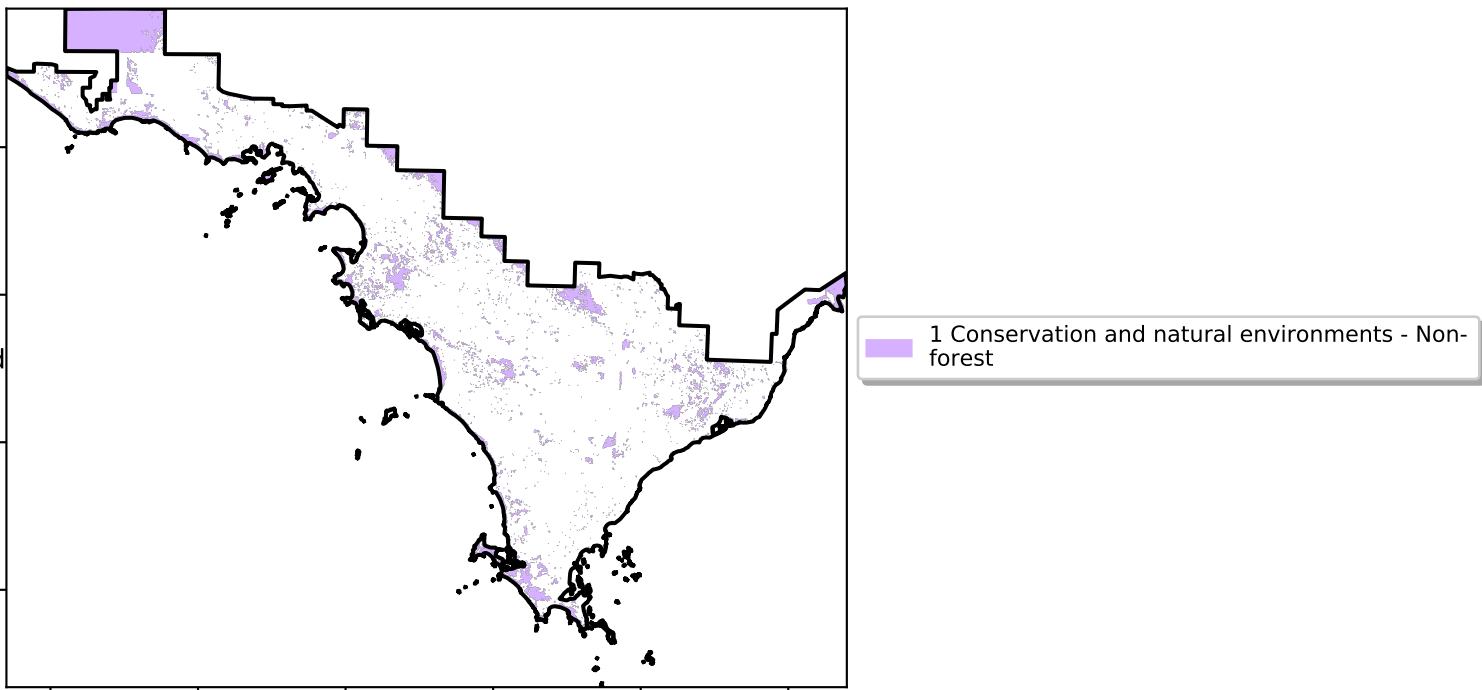 1 Conservation and natural environments - Non-
forest